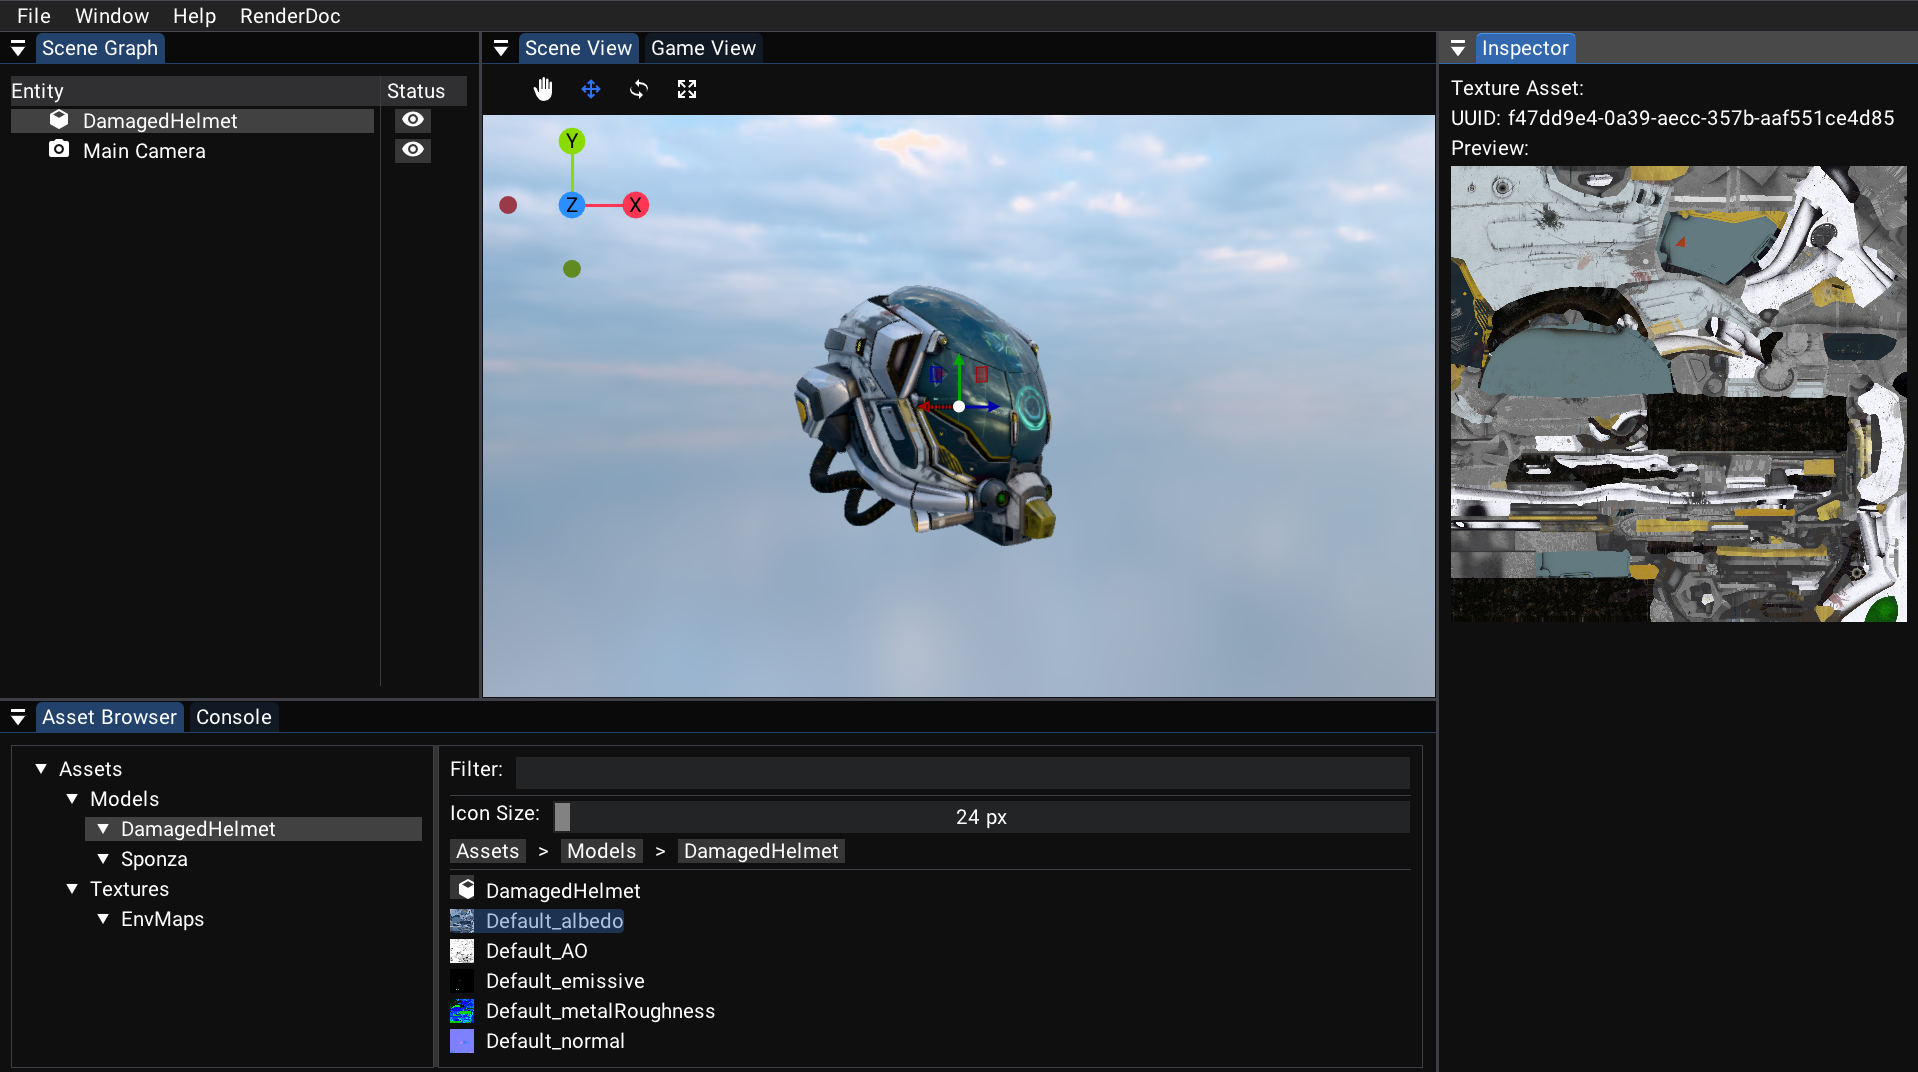 File Window Help RenderDoc
Scene Graph
Entity Status
DamagedHelmet
Main Camera
Scene View Game View
Y
Z X
Inspector
Texture Asset:
UUID: f47dd9e4-0a39-aecc-357b-aaf551ce4d85
Preview:
Asset Browser Console
Assets
Models
DamagedHelmet
Sponza
Textures
EnvMaps
Filter:
Icon Size: 24 px
Assets > Models > DamagedHelmet
DamagedHelmet
Default_albedo
Default_AO
Default_emissive
Default_metalRoughness
Default_normal